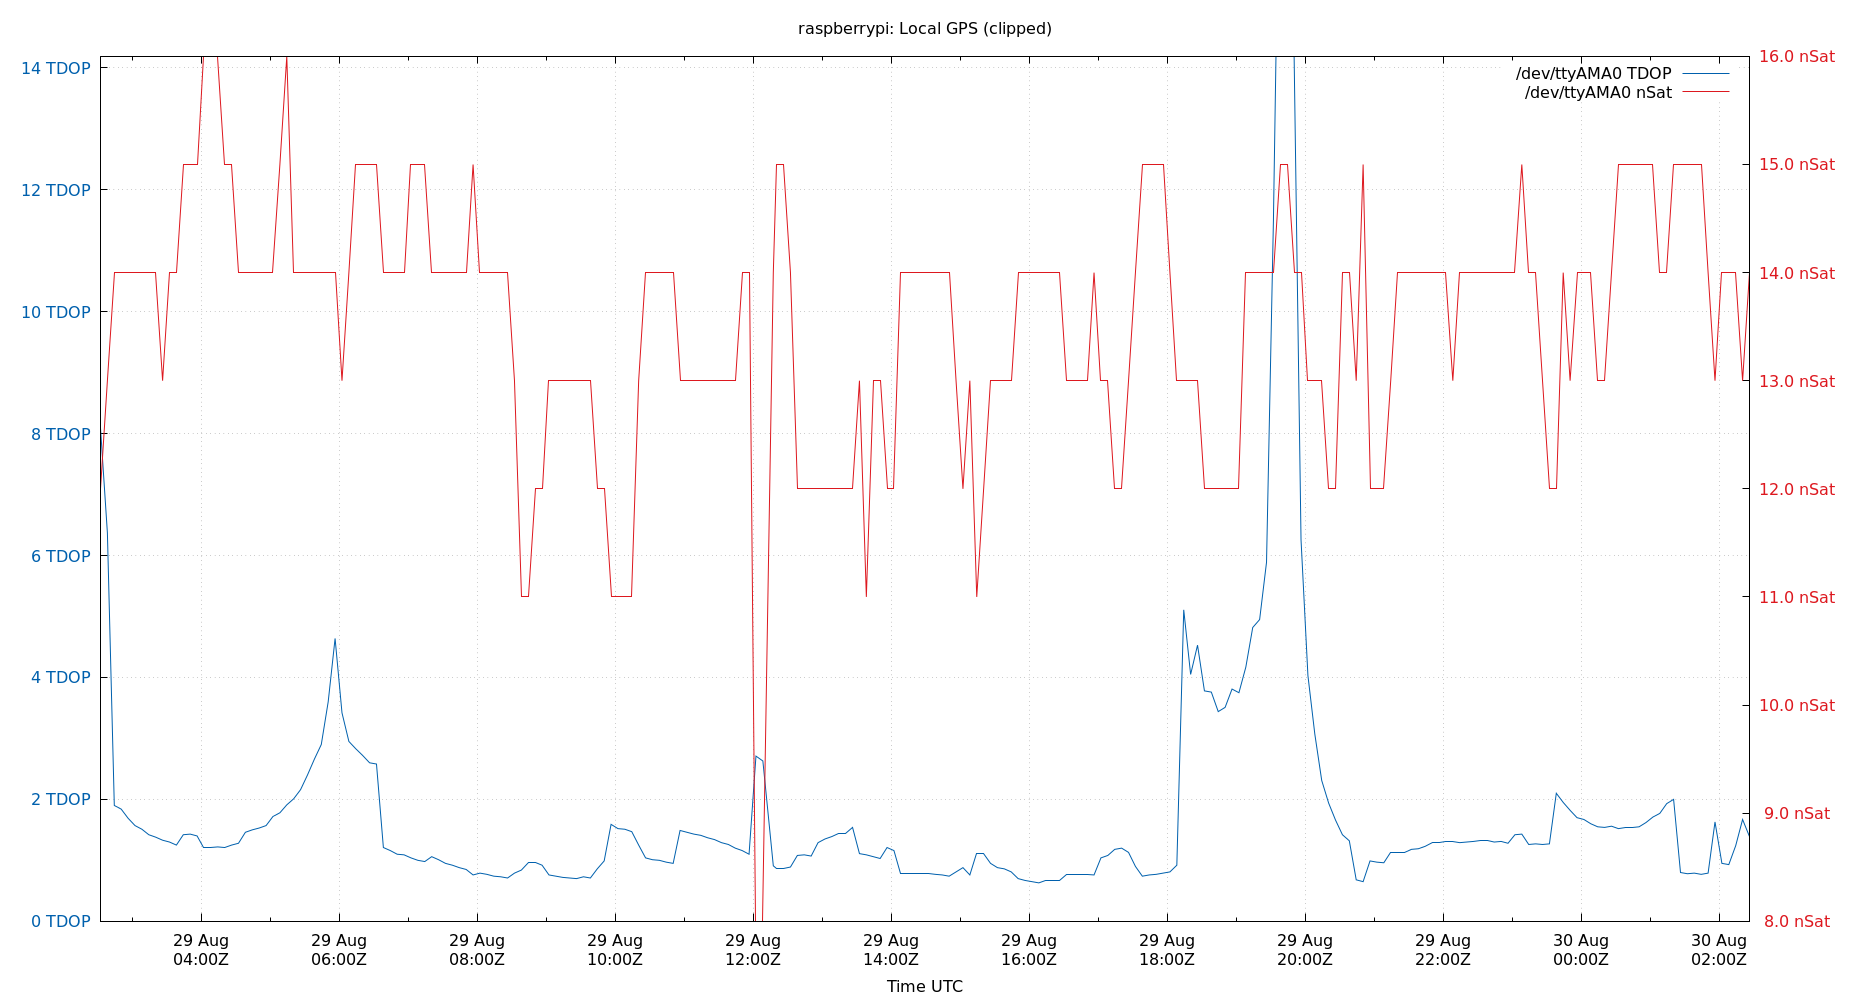 raspberrypi: Local GPS (clipped)
/dev/ttyAMA0 TDOP
/dev/ttyAMA0 nSat
14 TDOP
12 TDOP
10 TDOP
8 TDOP
6 TDOP
4 TDOP
2 TDOP
0 TDOP
16.0 nSat
15.0 nSat
14.0 nSat
13.0 nSat
12.0 nSat
11.0 nSat
10.0 nSat
9.0 nSat
8.0 nSat
29 Aug 29 Aug 29 Aug 29 Aug 29 Aug 29 Aug 29 Aug 29 Aug 29 Aug 29 Aug 30 Aug 30 Aug
04:00Z 06:00Z 08:00Z 10:00Z 12:00Z 14:00Z 16:00Z 18:00Z 20:00Z 22:00Z 00:00Z 02:00Z
Time UTC